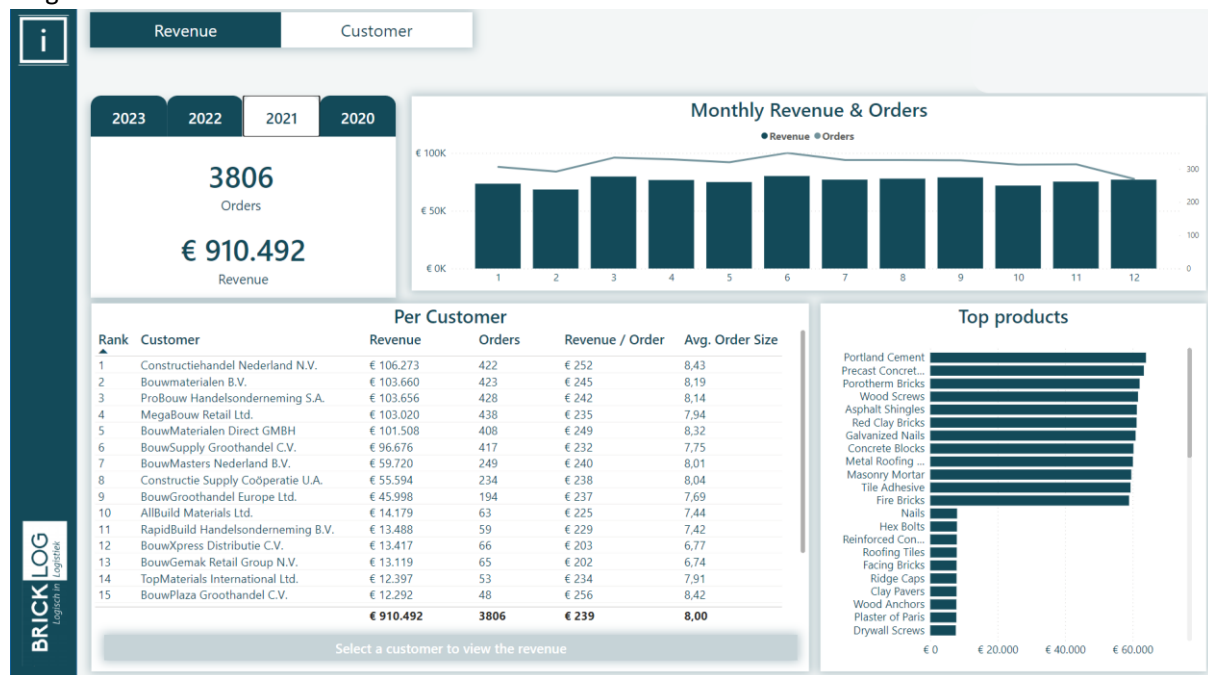 i
Revenue Customer
2023 2022 2021 2020
3806
Orders
€ 910.492
Revenue
Monthly Revenue & Orders
Revenue Orders
€ 100K
€ 50K
€ 0K
300
200
100
0
1 2 3 4 5 6 7 8 9 10 11 12
Per Customer
Rank Customer Revenue Orders Revenue / Order Avg. Order Size
1 Constructiehandel Nederland N.V. € 106.273 422 € 252 8,43
2 Bouwmaterialen B.V. € 103.660 423 € 245 8,19
3 ProBouw Handelsonderneming S.A. € 103.656 428 € 242 8,14
4 MegaBouw Retail Ltd. € 103.020 438 € 235 7,94
5 BouwMaterialen Direct GMBH € 101.508 408 € 249 8,32
6 BouwSupply Groothandel C.V. € 96.676 417 € 232 7,75
7 BouwMasters Nederland B.V. € 59.720 249 € 240 8,01
8 Constructie Supply Coöperatie U.A. € 55.594 234 € 238 8,04
9 BouwGroothandel Europe Ltd. € 45.998 194 € 237 7,69
10 AllBuild Materials Ltd. € 14.179 63 € 225 7,44
11 RapidBuild Handelsonderneming B.V. € 13.488 59 € 229 7,42
12 BouwXpress Distributie C.V. € 13.417 66 € 203 6,77
13 BouwGemak Retail Group N.V. € 13.119 65 € 202 6,74
14 TopMaterials International Ltd. € 12.397 53 € 234 7,91
15 BouwPlaza Groothandel C.V. € 12.292 48 € 256 8,42
€ 910.492 3806 € 239 8,00
Select a customer to view the revenue
Top products
Portland Cement
Precast Concret...
Porotherm Bricks
Wood Screws
Asphalt Shingles
Red Clay Bricks
Galvanized Nails
Concrete Blocks
Metal Roofing ...
Masonry Mortar
Tile Adhesive
Fire Bricks
Nails
Hex Bolts
Reinforced Con...
Roofing Tiles
Facing Bricks
Ridge Caps
Clay Pavers
Wood Anchors
Plaster of Paris
Drywall Screws
€ 0 € 20.000 € 40.000 € 60.000
BRICKLOG
Logisch in Logistiek